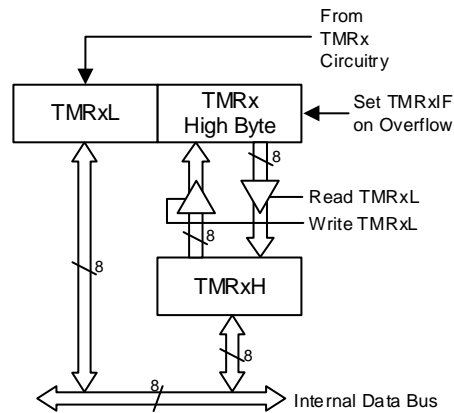 From
TMRx
Circuitry
TMRxL
TMRx
High Byte
Set TMRxIF
on Overflow
8
Read TMRxL
Write TMRxL
8
8
TMRxH
8
8
Internal Data Bus